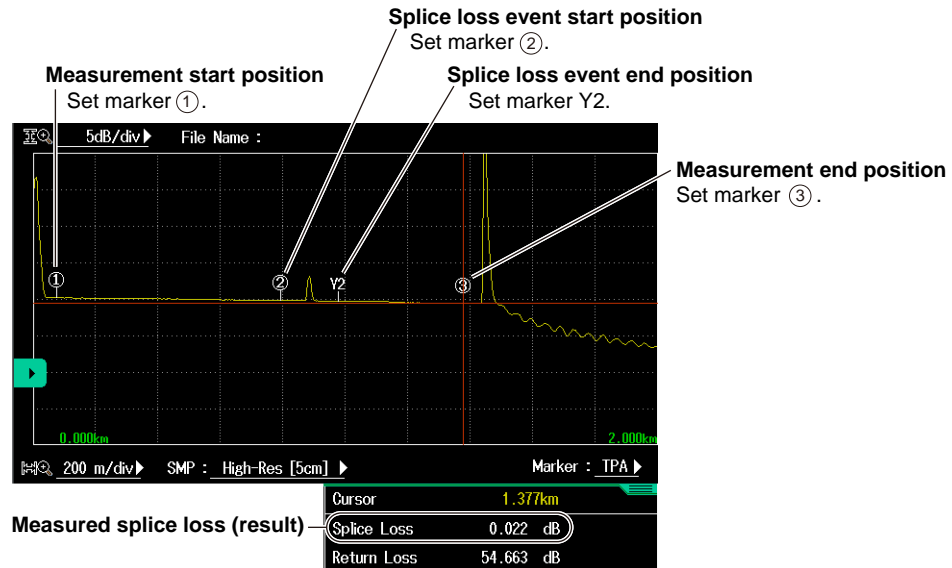 Splice loss event start position
Set marker ②.
Measurement start position
Set marker ①.
Splice loss event end position
Set marker Y2.
5dB/div
File Name :
Measurement end position
Set marker ③.
①
②
Y2
③
0.000km
2.000km
200 m/div
SMP : High-Res [5cm]
Marker : TPA
Cursor 1.377km
Measured splice loss (result)
Splice Loss 0.022 dB
Return Loss 54.663 dB